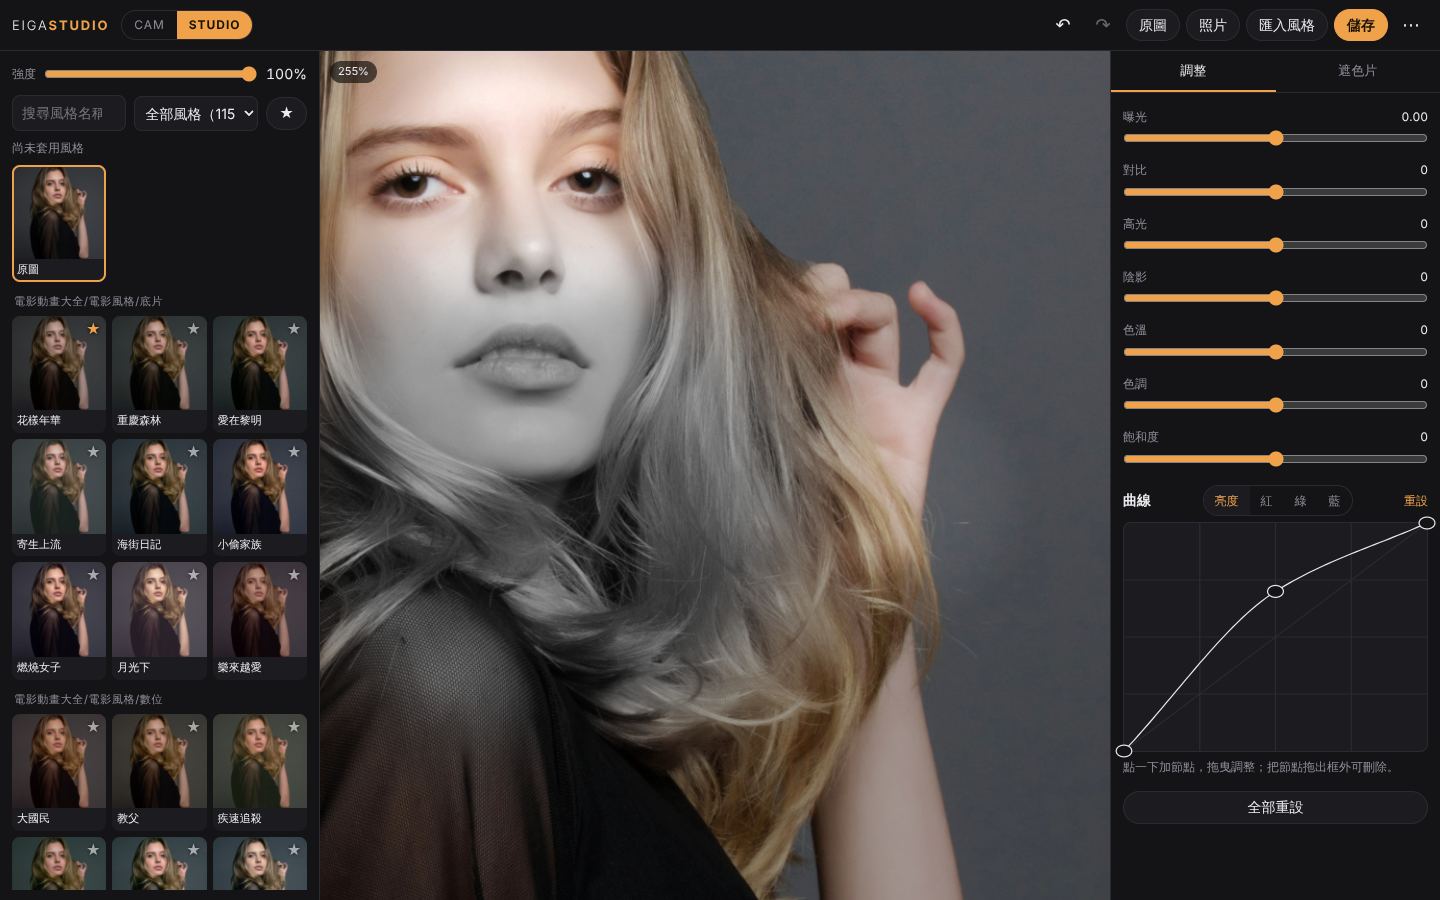 EIGASTUDIO
CAM
STUDIO
↶
↷
原圖
照片
匯入風格
儲存
⋯
強度
100%
搜尋風格名稱
全部風格（115
★
尚未套用風格
原圖
電影動畫大全/電影風格/底片
花樣年華
重慶森林
愛在黎明
寄生上流
海街日記
小偷家族
燃燒女子
月光下
樂來越愛
電影動畫大全/電影風格/數位
大國民
教父
疾速追殺
255%
調整
遮色片
曝光
0.00
對比
0
高光
0
陰影
0
色溫
0
色調
0
飽和度
0
曲線
亮度
紅
綠
藍
重設
點一下加節點，拖曳調整；把節點拖出框外可刪除。
全部重設